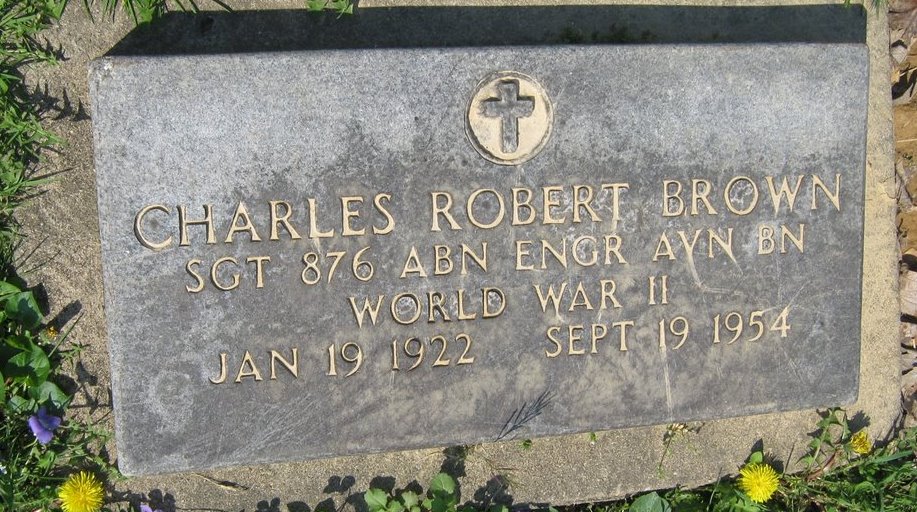 CHARLES ROBERT BROWN
SGT 876 ABN ENGR AVN BN
WORLD WAR II
JAN 19 1922 SEPT 19 1954